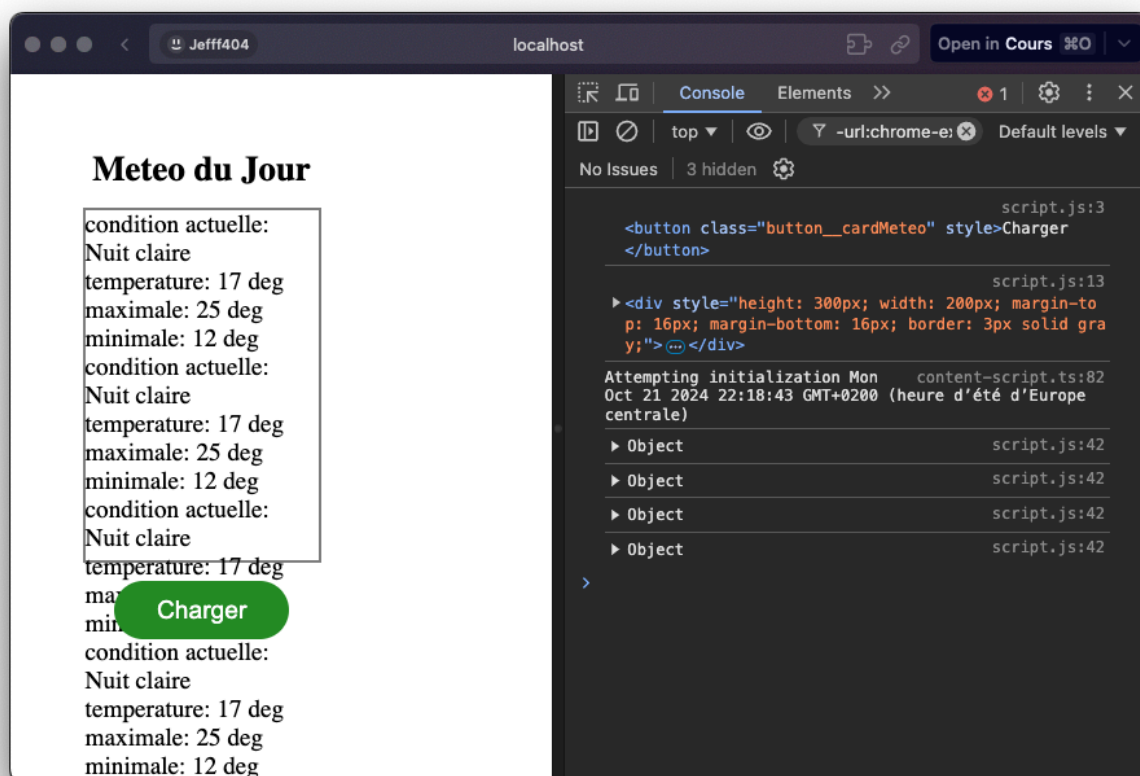 Jefff404
localhost
Open in Cours ⌘O
Meteo du Jour
condition actuelle:
Nuit claire
temperature: 17 deg
maximale: 25 deg
minimale: 12 deg
condition actuelle:
Nuit claire
temperature: 17 deg
maximale: 25 deg
minimale: 12 deg
condition actuelle:
Nuit claire
temperature: 17 deg
ma
min
Charger
condition actuelle:
Nuit claire
temperature: 17 deg
maximale: 25 deg
minimale: 12 deg
Console Elements 1
top -url:chrome-e Default levels
No Issues 3 hidden
script.js:3
<button class="button__cardMeteo" style>Charger
</button>
script.js:13
<div style="height: 300px; width: 200px; margin-to
p: 16px; margin-bottom: 16px; border: 3px solid gra
y;">…</div>
Attempting initialization Mon content-script.ts:82
Oct 21 2024 22:18:43 GMT+0200 (heure d’été d’Europe
centrale)
Object script.js:42
Object script.js:42
Object script.js:42
Object script.js:42